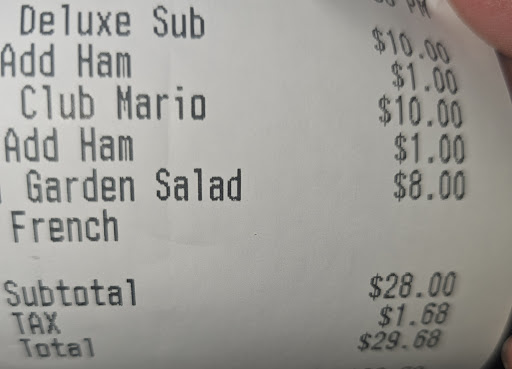 Deluxe Sub $10.00
Add Ham $1.00
Club Mario $10.00
Add Ham $1.00
Garden Salad $8.00
French
Subtotal $28.00
TAX $1.68
Total $29.68